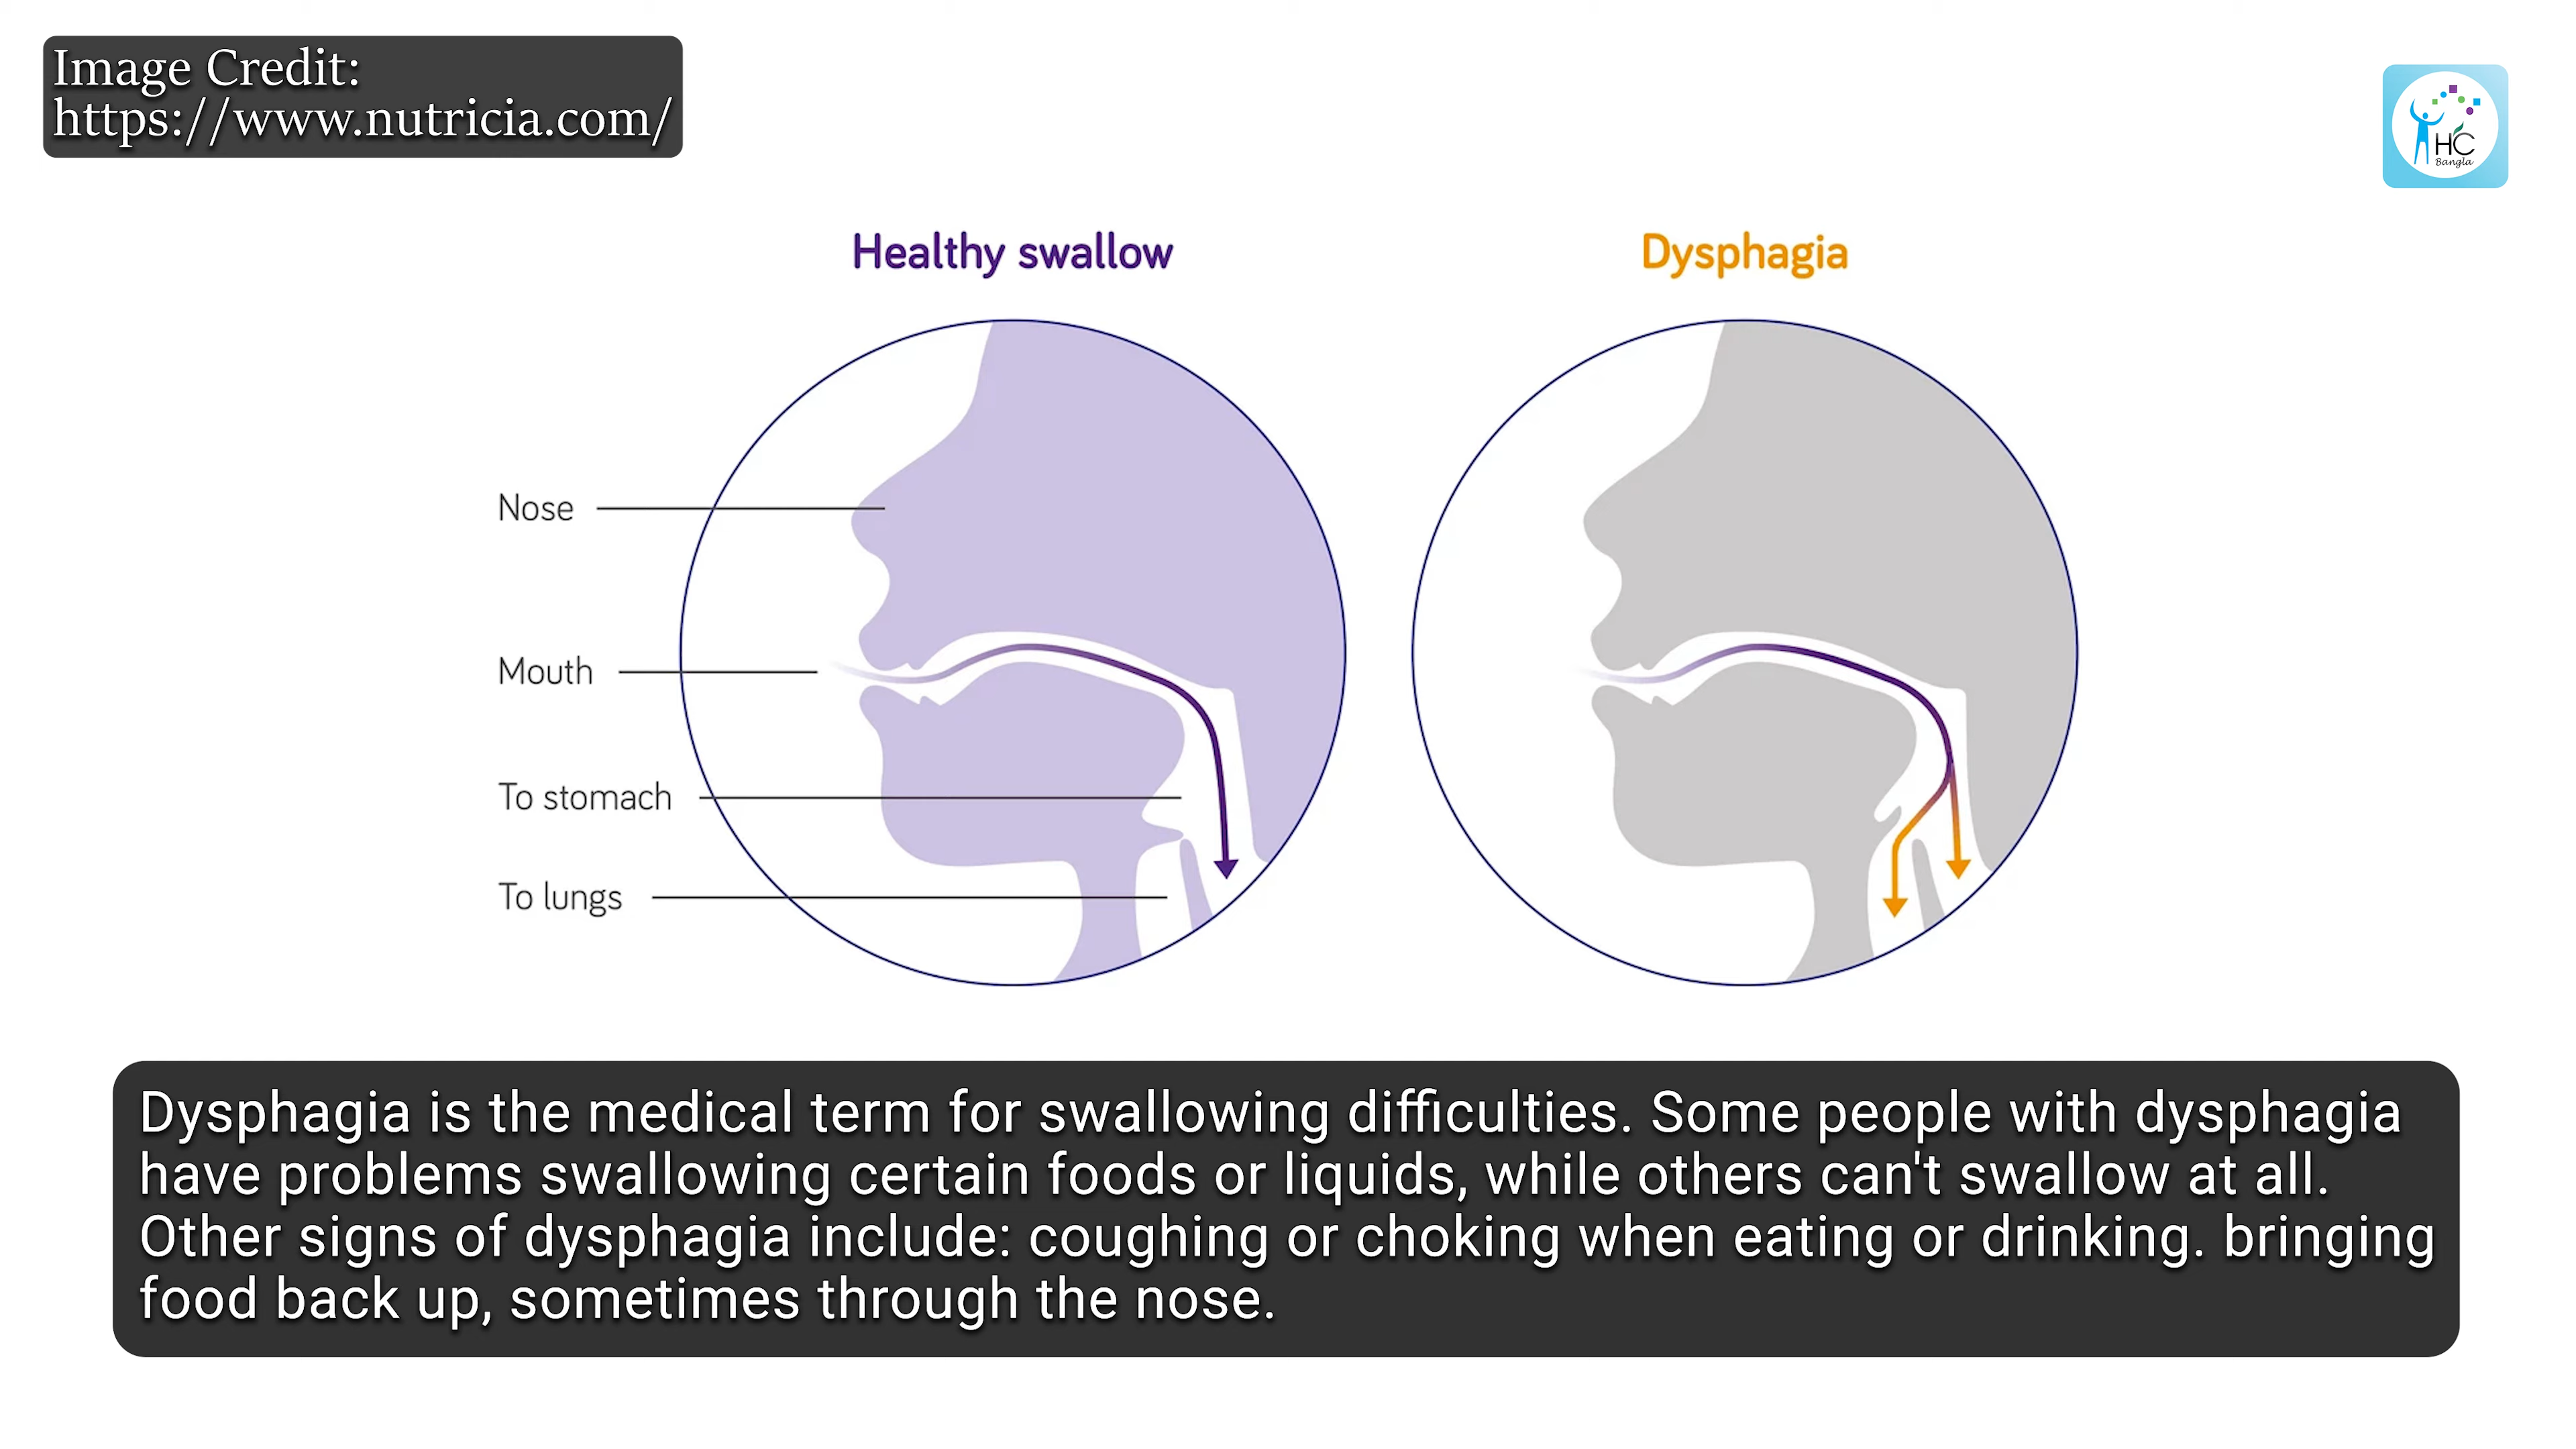 Image Credit:
https://www.nutricia.com/
HC
Bangla
Healthy swallow
Dysphagia
Nose
Mouth
To stomach
To lungs
Dysphagia is the medical term for swallowing difficulties. Some people with dysphagia
have problems swallowing certain foods or liquids, while others can't swallow at all.
Other signs of dysphagia include: coughing or choking when eating or drinking. bringing
food back up, sometimes through the nose.